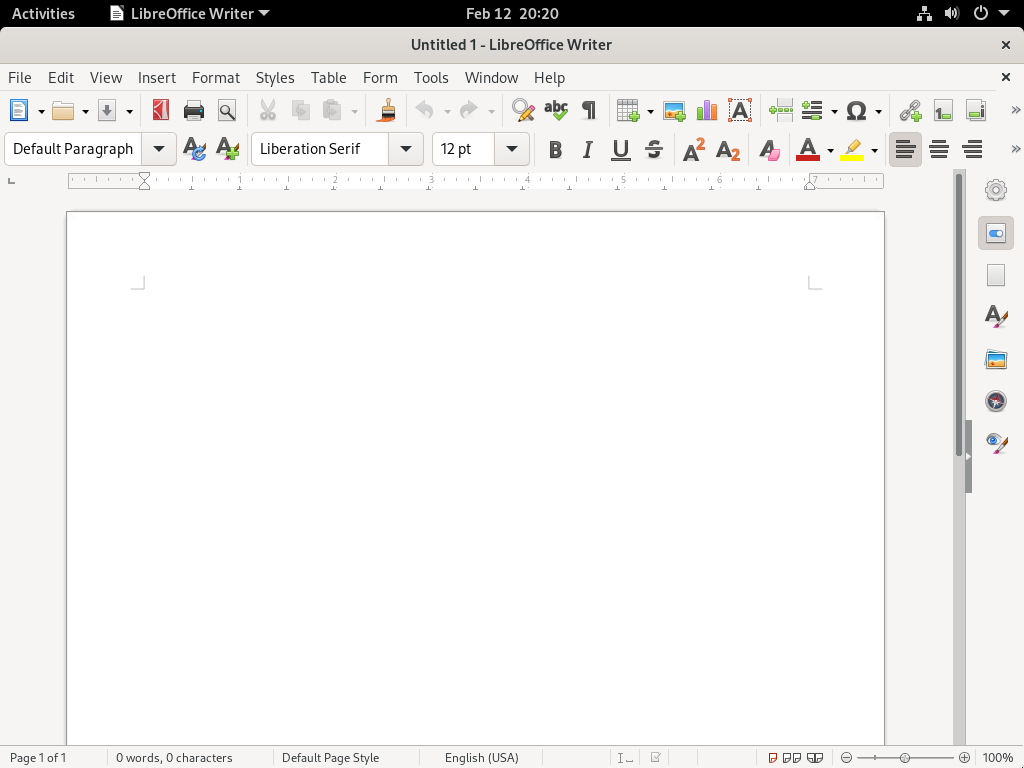 Activities LibreOffice Writer Feb 12 20:20
Untitled 1 - LibreOffice Writer
File Edit View Insert Format Styles Table Form Tools Window Help
Default Paragraph Liberation Serif 12 pt
1 2 3 4 5 6 7
Page 1 of 1 0 words, 0 characters Default Page Style English (USA) 100%